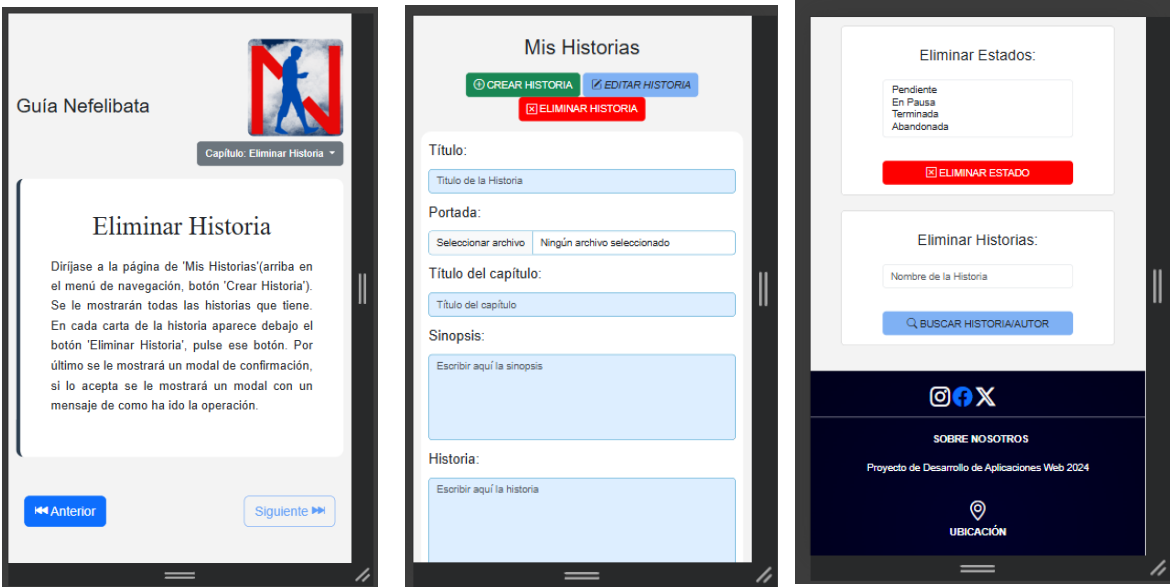 Guía Nefelibata
N
Capítulo: Eliminar Historia
Eliminar Historia
Diríjase a la página de 'Mis Historias'(arriba en
el menú de navegación, botón 'Crear Historia').
Se le mostrarán todas las historias que tiene.
En cada carta de la historia aparece debajo el
botón 'Eliminar Historia', pulse ese botón. Por
último se le mostrará un modal de confirmación,
si lo acepta se le mostrará un modal con un
mensaje de como ha ido la operación.
Anterior
Siguiente
Mis Historias
CREAR HISTORIA
EDITAR HISTORIA
ELIMINAR HISTORIA
Título:
Titulo de la Historia
Portada:
Seleccionar archivo
Ningún archivo seleccionado
Título del capítulo:
Título del capítulo
Sinopsis:
Escribir aquí la sinopsis
Historia:
Escribir aquí la historia
Eliminar Estados:
Pendiente
En Pausa
Terminada
Abandonada
ELIMINAR ESTADO
Eliminar Historias:
Nombre de la Historia
BUSCAR HISTORIA/AUTOR
SOBRE NOSOTROS
Proyecto de Desarrollo de Aplicaciones Web 2024
UBICACIÓN